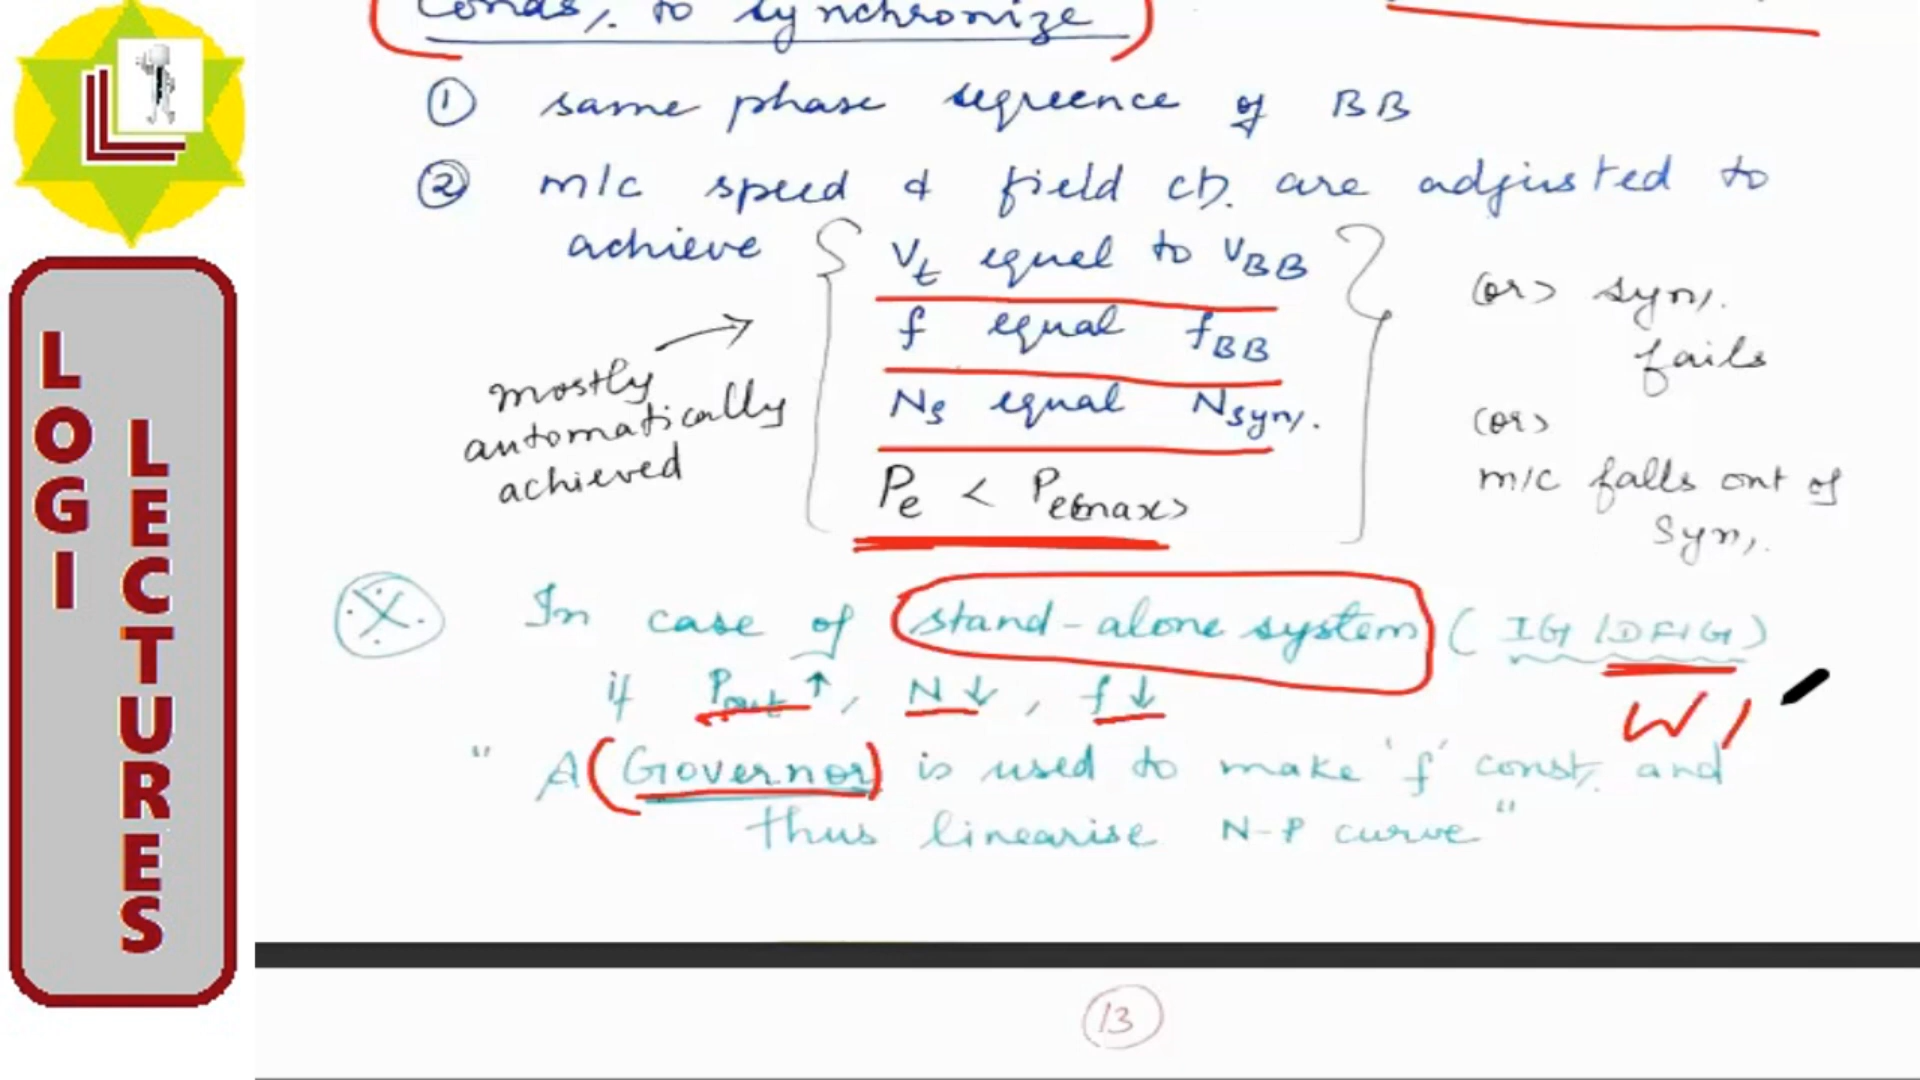 LOGI
LECTURES
Conds,. to synchronize
① same phase seqreence of BB
② m/c speed & field ct). are adjusted to
achieve { Vt equel to VBB }
f equal fBB
Ns equal Nsyn,.
Pe < Pe(max>
mostly
automatically
achieved
(or> syn,.
fails
(or>
m/c falls out of
syn,.
In case of stand-alone system (IG/DFIG)
if Pout ↑, N↓, f↓
W
" A (Governor) is used to make 'f' const, and
thus linearise N-P curve"
13